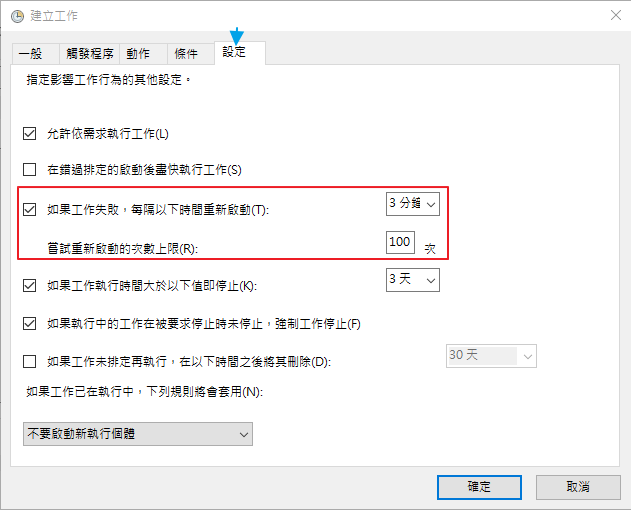 建立工作
一般 觸發程序 動作 條件 設定
指定影響工作行為的其他設定。
允許依需求執行工作(L)
在錯過排定的啟動後盡快執行工作(S)
如果工作失敗，每隔以下時間重新啟動(T): 3 分鐘
嘗試重新啟動的次數上限(R): 100 次
如果工作執行時間大於以下值即停止(K): 3 天
如果執行中的工作在被要求停止時未停止，強制工作停止(F)
如果工作未排定再執行，在以下時間之後將其刪除(D): 30 天
如果工作已在執行中，下列規則將會套用(N):
不要啟動新執行個體
確定 取消